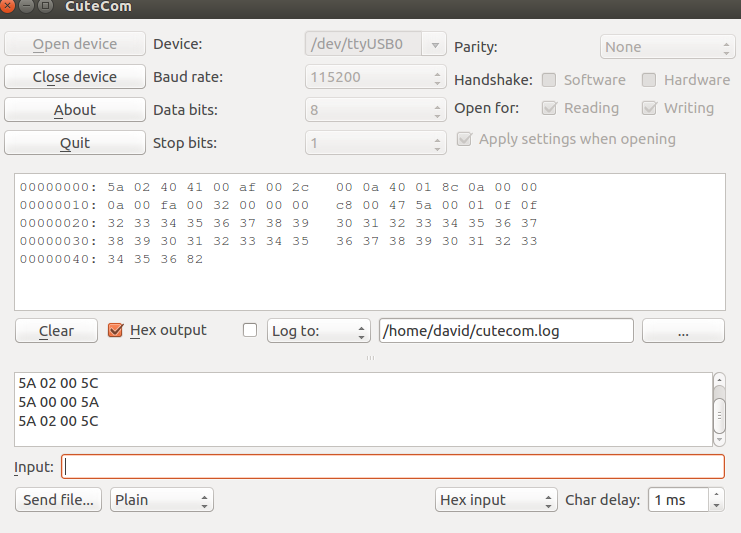 CuteCom
Open device Device: /dev/ttyUSB0 Parity: None
Close device Baud rate: 115200 Handshake: Software Hardware
About Data bits: 8 Open for: Reading Writing
Quit Stop bits: 1 Apply settings when opening
00000000: 5a 02 40 41 00 af 00 2c 00 0a 40 01 8c 0a 00 00
00000010: 0a 00 fa 00 32 00 00 00 c8 00 47 5a 00 01 0f 0f
00000020: 32 33 34 35 36 37 38 39 30 31 32 33 34 35 36 37
00000030: 38 39 30 31 32 33 34 35 36 37 38 39 30 31 32 33
00000040: 34 35 36 82
Clear Hex output Log to: /home/david/cutecom.log ...
5A 02 00 5C
5A 00 00 5A
5A 02 00 5C
Input:
Send file... Plain Hex input Char delay: 1 ms